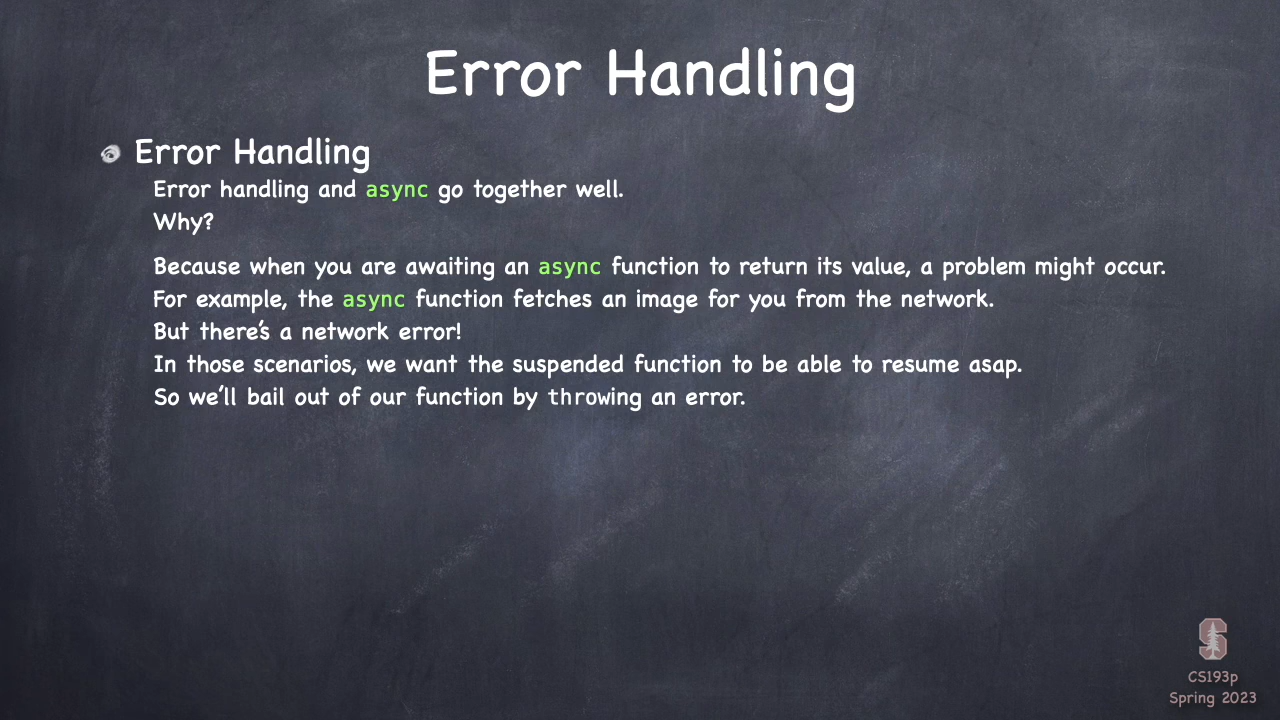 Error Handling
Error Handling
Error handling and async go together well.
Why?
Because when you are awaiting an async function to return its value, a problem might occur.
For example, the async function fetches an image for you from the network.
But there's a network error!
In those scenarios, we want the suspended function to be able to resume asap.
So we'll bail out of our function by throwing an error.
S
CS193p
Spring 2023